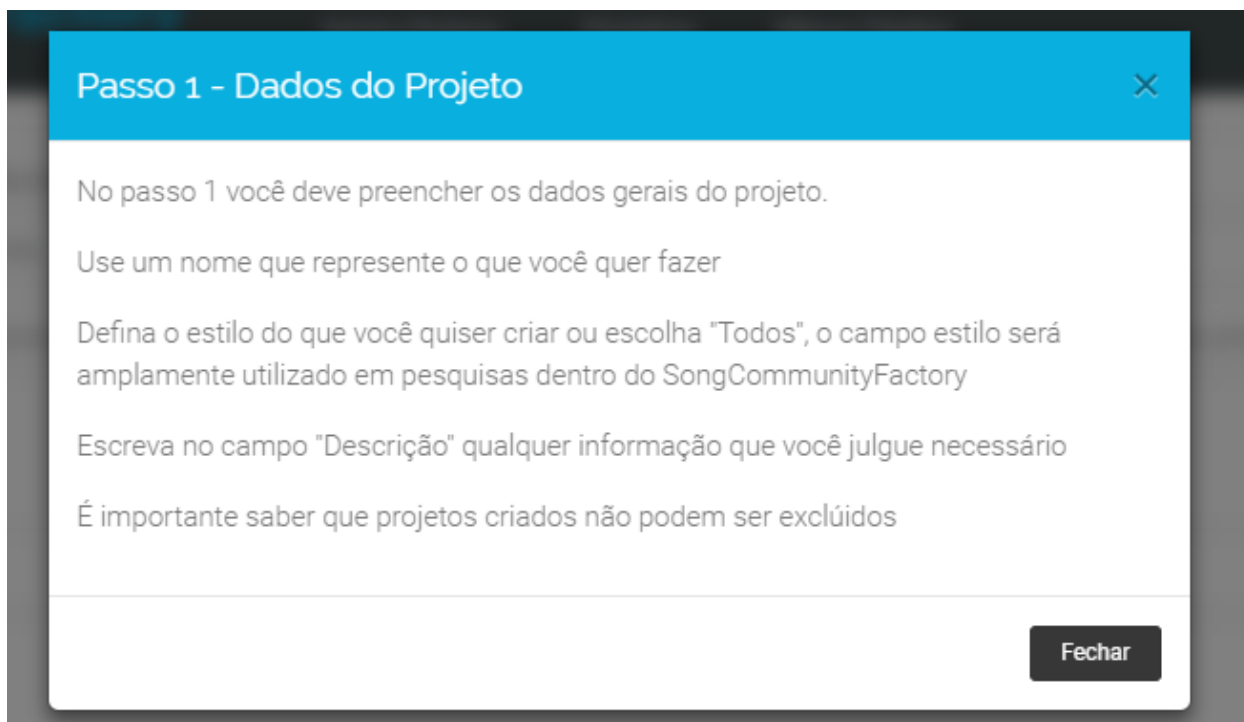 Passo 1 - Dados do Projeto ×
No passo 1 você deve preencher os dados gerais do projeto.
Use um nome que represente o que você quer fazer
Defina o estilo do que você quiser criar ou escolha "Todos", o campo estilo será
amplamente utilizado em pesquisas dentro do SongCommunityFactory
Escreva no campo "Descrição" qualquer informação que você julgue necessário
É importante saber que projetos criados não podem ser exclúidos
Fechar